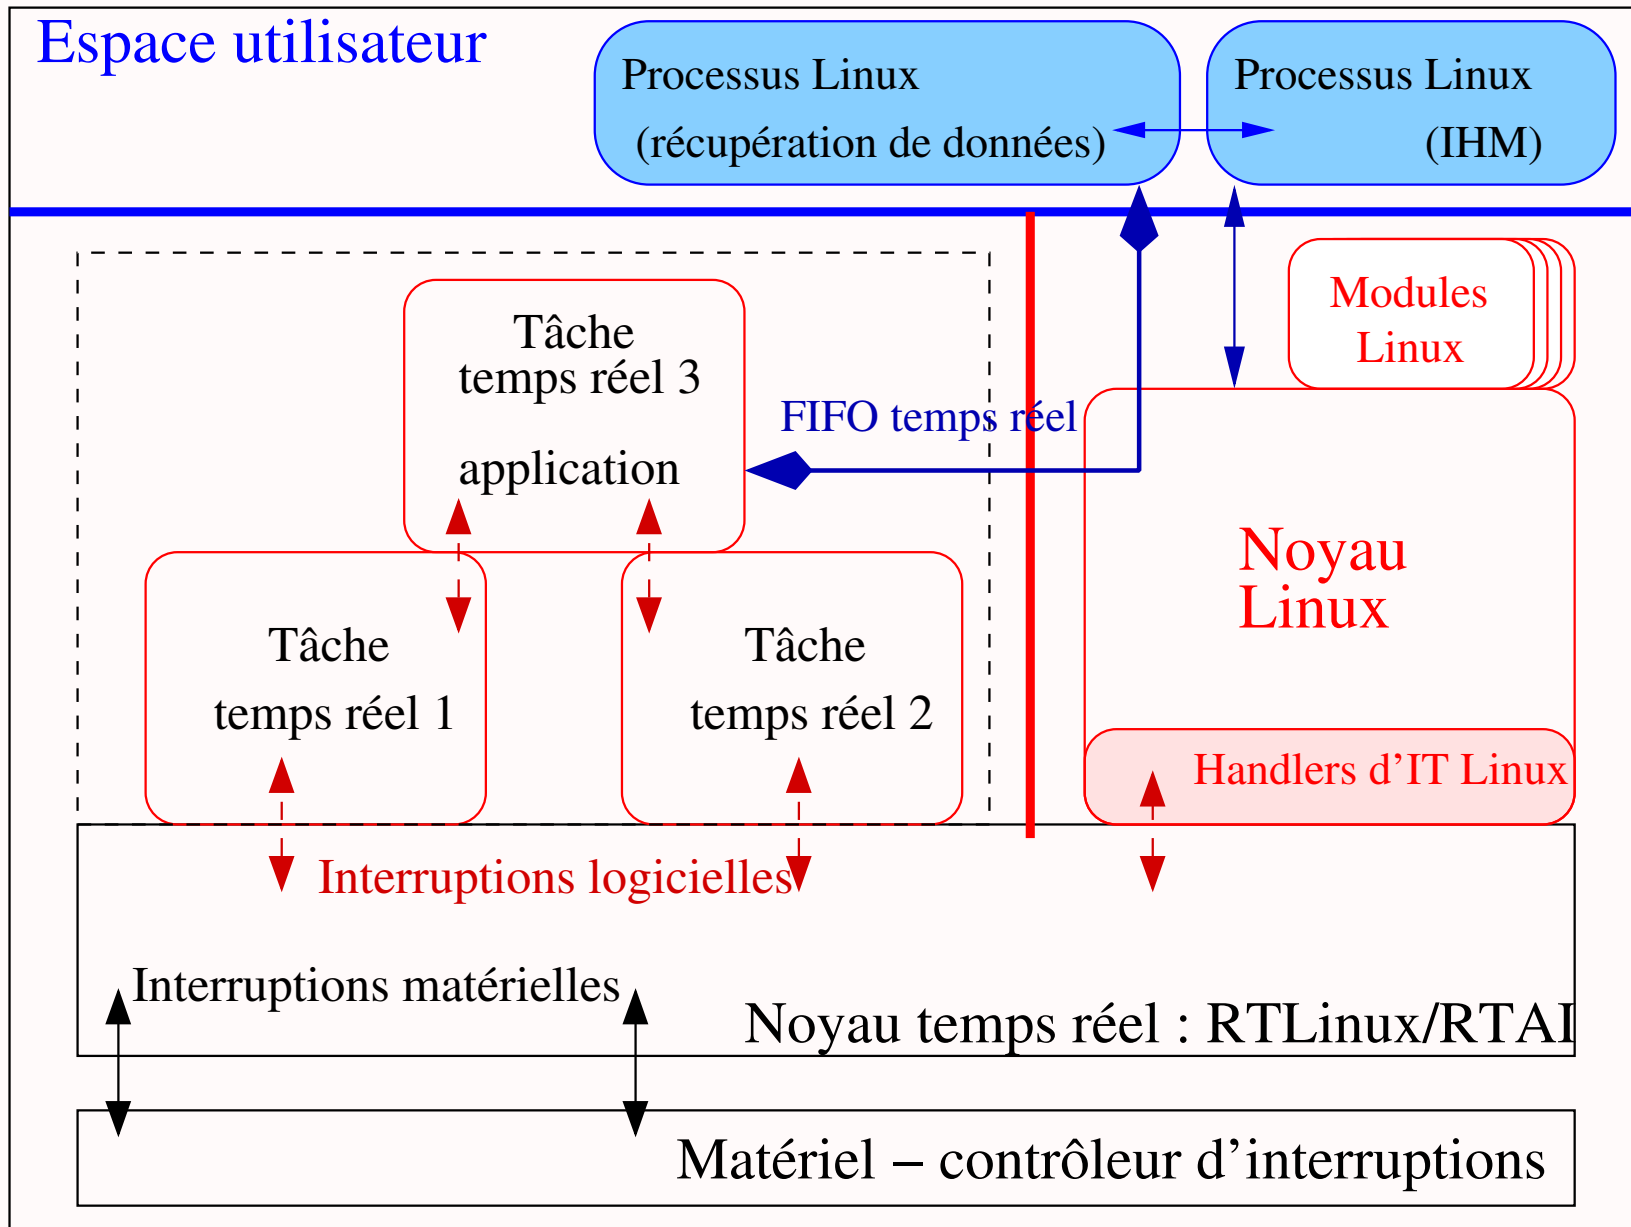 Espace utilisateur
Processus Linux
(récupération de données)
Processus Linux
(IHM)
Modules
Linux
Tâche
temps réel 3
application
FIFO temps réel
Noyau
Linux
Tâche
temps réel 1
Tâche
temps réel 2
Handlers d'IT Linux
Interruptions logicielles
Interruptions matérielles
Noyau temps réel : RTLinux/RTAI
Matériel – contrôleur d'interruptions